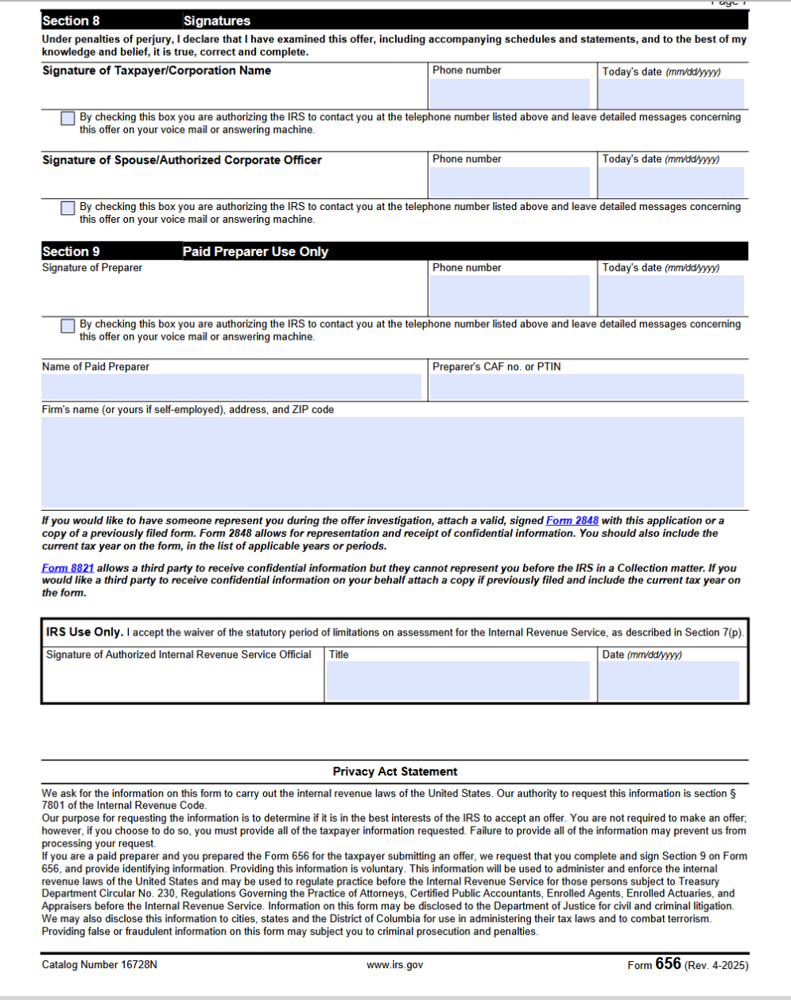 Page 7
Section 8 Signatures
Under penalties of perjury, I declare that I have examined this offer, including accompanying schedules and statements, and to the best of my
knowledge and belief, it is true, correct and complete.
Signature of Taxpayer/Corporation Name Phone number Today's date (mm/dd/yyyy)
By checking this box you are authorizing the IRS to contact you at the telephone number listed above and leave detailed messages concerning
this offer on your voice mail or answering machine.
Signature of Spouse/Authorized Corporate Officer Phone number Today's date (mm/dd/yyyy)
By checking this box you are authorizing the IRS to contact you at the telephone number listed above and leave detailed messages concerning
this offer on your voice mail or answering machine.
Section 9 Paid Preparer Use Only
Signature of Preparer Phone number Today's date (mm/dd/yyyy)
By checking this box you are authorizing the IRS to contact you at the telephone number listed above and leave detailed messages concerning
this offer on your voice mail or answering machine.
Name of Paid Preparer Preparer's CAF no. or PTIN
Firm's name (or yours if self-employed), address, and ZIP code
If you would like to have someone represent you during the offer investigation, attach a valid, signed Form 2848 with this application or a
copy of a previously filed form. Form 2848 allows for representation and receipt of confidential information. You should also include the
current tax year on the form, in the list of applicable years or periods.
Form 8821 allows a third party to receive confidential information but they cannot represent you before the IRS in a Collection matter. If you
would like a third party to receive confidential information on your behalf attach a copy if previously filed and include the current tax year on
the form.
IRS Use Only. I accept the waiver of the statutory period of limitations on assessment for the Internal Revenue Service, as described in Section 7(p).
Signature of Authorized Internal Revenue Service Official Title Date (mm/dd/yyyy)
Privacy Act Statement
We ask for the information on this form to carry out the internal revenue laws of the United States. Our authority to request this information is section §
7801 of the Internal Revenue Code.
Our purpose for requesting the information is to determine if it is in the best interests of the IRS to accept an offer. You are not required to make an offer;
however, if you choose to do so, you must provide all of the taxpayer information requested. Failure to provide all of the information may prevent us from
processing your request.
If you are a paid preparer and you prepared the Form 656 for the taxpayer submitting an offer, we request that you complete and sign Section 9 on Form
656, and provide identifying information. Providing this information is voluntary. This information will be used to administer and enforce the internal
revenue laws of the United States and may be used to regulate practice before the Internal Revenue Service for those persons subject to Treasury
Department Circular No. 230, Regulations Governing the Practice of Attorneys, Certified Public Accountants, Enrolled Agents, Enrolled Actuaries, and
Appraisers before the Internal Revenue Service. Information on this form may be disclosed to the Department of Justice for civil and criminal litigation.
We may also disclose this information to cities, states and the District of Columbia for use in administering their tax laws and to combat terrorism.
Providing false or fraudulent information on this form may subject you to criminal prosecution and penalties.
Catalog Number 16728N www.irs.gov Form 656 (Rev. 4-2025)